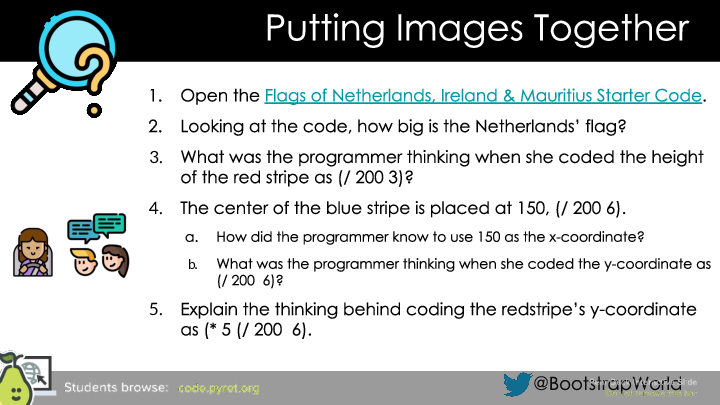 Putting Images Together
1. Open the Flags of Netherlands, Ireland & Mauritius Starter Code.
2. Looking at the code, how big is the Netherlands’ flag?
3. What was the programmer thinking when she coded the height
of the red stripe as (/ 200 3)?
4. The center of the blue stripe is placed at 150, (/ 200 6).
a. How did the programmer know to use 150 as the x-coordinate?
b. What was the programmer thinking when she coded the y-coordinate as
(/ 200  6)?
5. Explain the thinking behind coding the redstripe’s y-coordinate
as (* 5 (/ 200  6).
Students browse: code.pyret.org
@BootstrapWorld